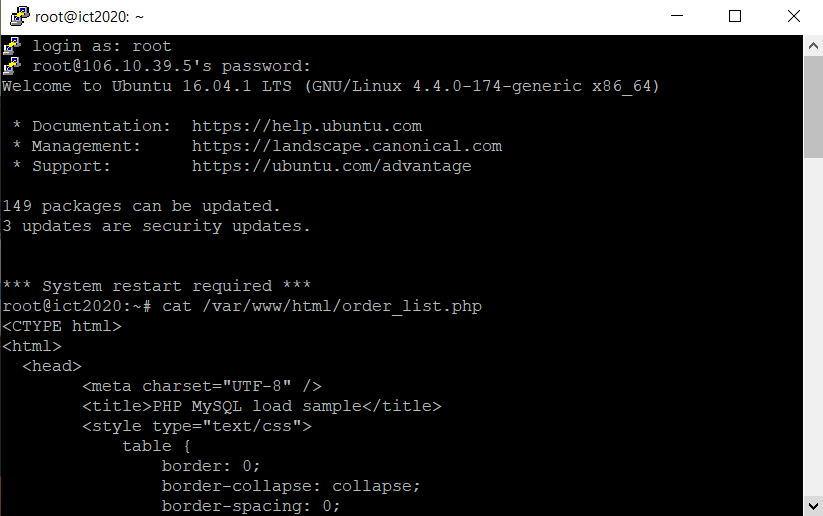 root@ict2020: ~
login as: root
root@106.10.39.5's password:
Welcome to Ubuntu 16.04.1 LTS (GNU/Linux 4.4.0-174-generic x86_64)
* Documentation:  https://help.ubuntu.com
* Management:     https://landscape.canonical.com
* Support:        https://ubuntu.com/advantage
149 packages can be updated.
3 updates are security updates.
*** System restart required ***
root@ict2020:~# cat /var/www/html/order_list.php
<CTYPE html>
<html>
  <head>
        <meta charset="UTF-8" />
        <title>PHP MySQL load sample</title>
        <style type="text/css">
            table {
                border: 0;
                border-collapse: collapse;
                border-spacing: 0;